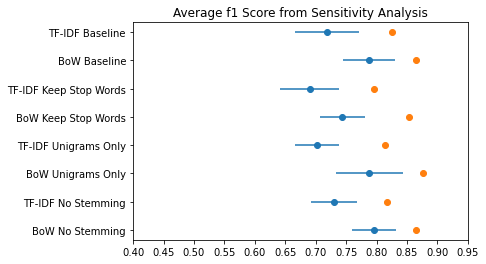 Average f1 Score from Sensitivity Analysis
TF-IDF Baseline
BoW Baseline
TF-IDF Keep Stop Words
BoW Keep Stop Words
TF-IDF Unigrams Only
BoW Unigrams Only
TF-IDF No Stemming
BoW No Stemming
0.40 0.45 0.50 0.55 0.60 0.65 0.70 0.75 0.80 0.85 0.90 0.95